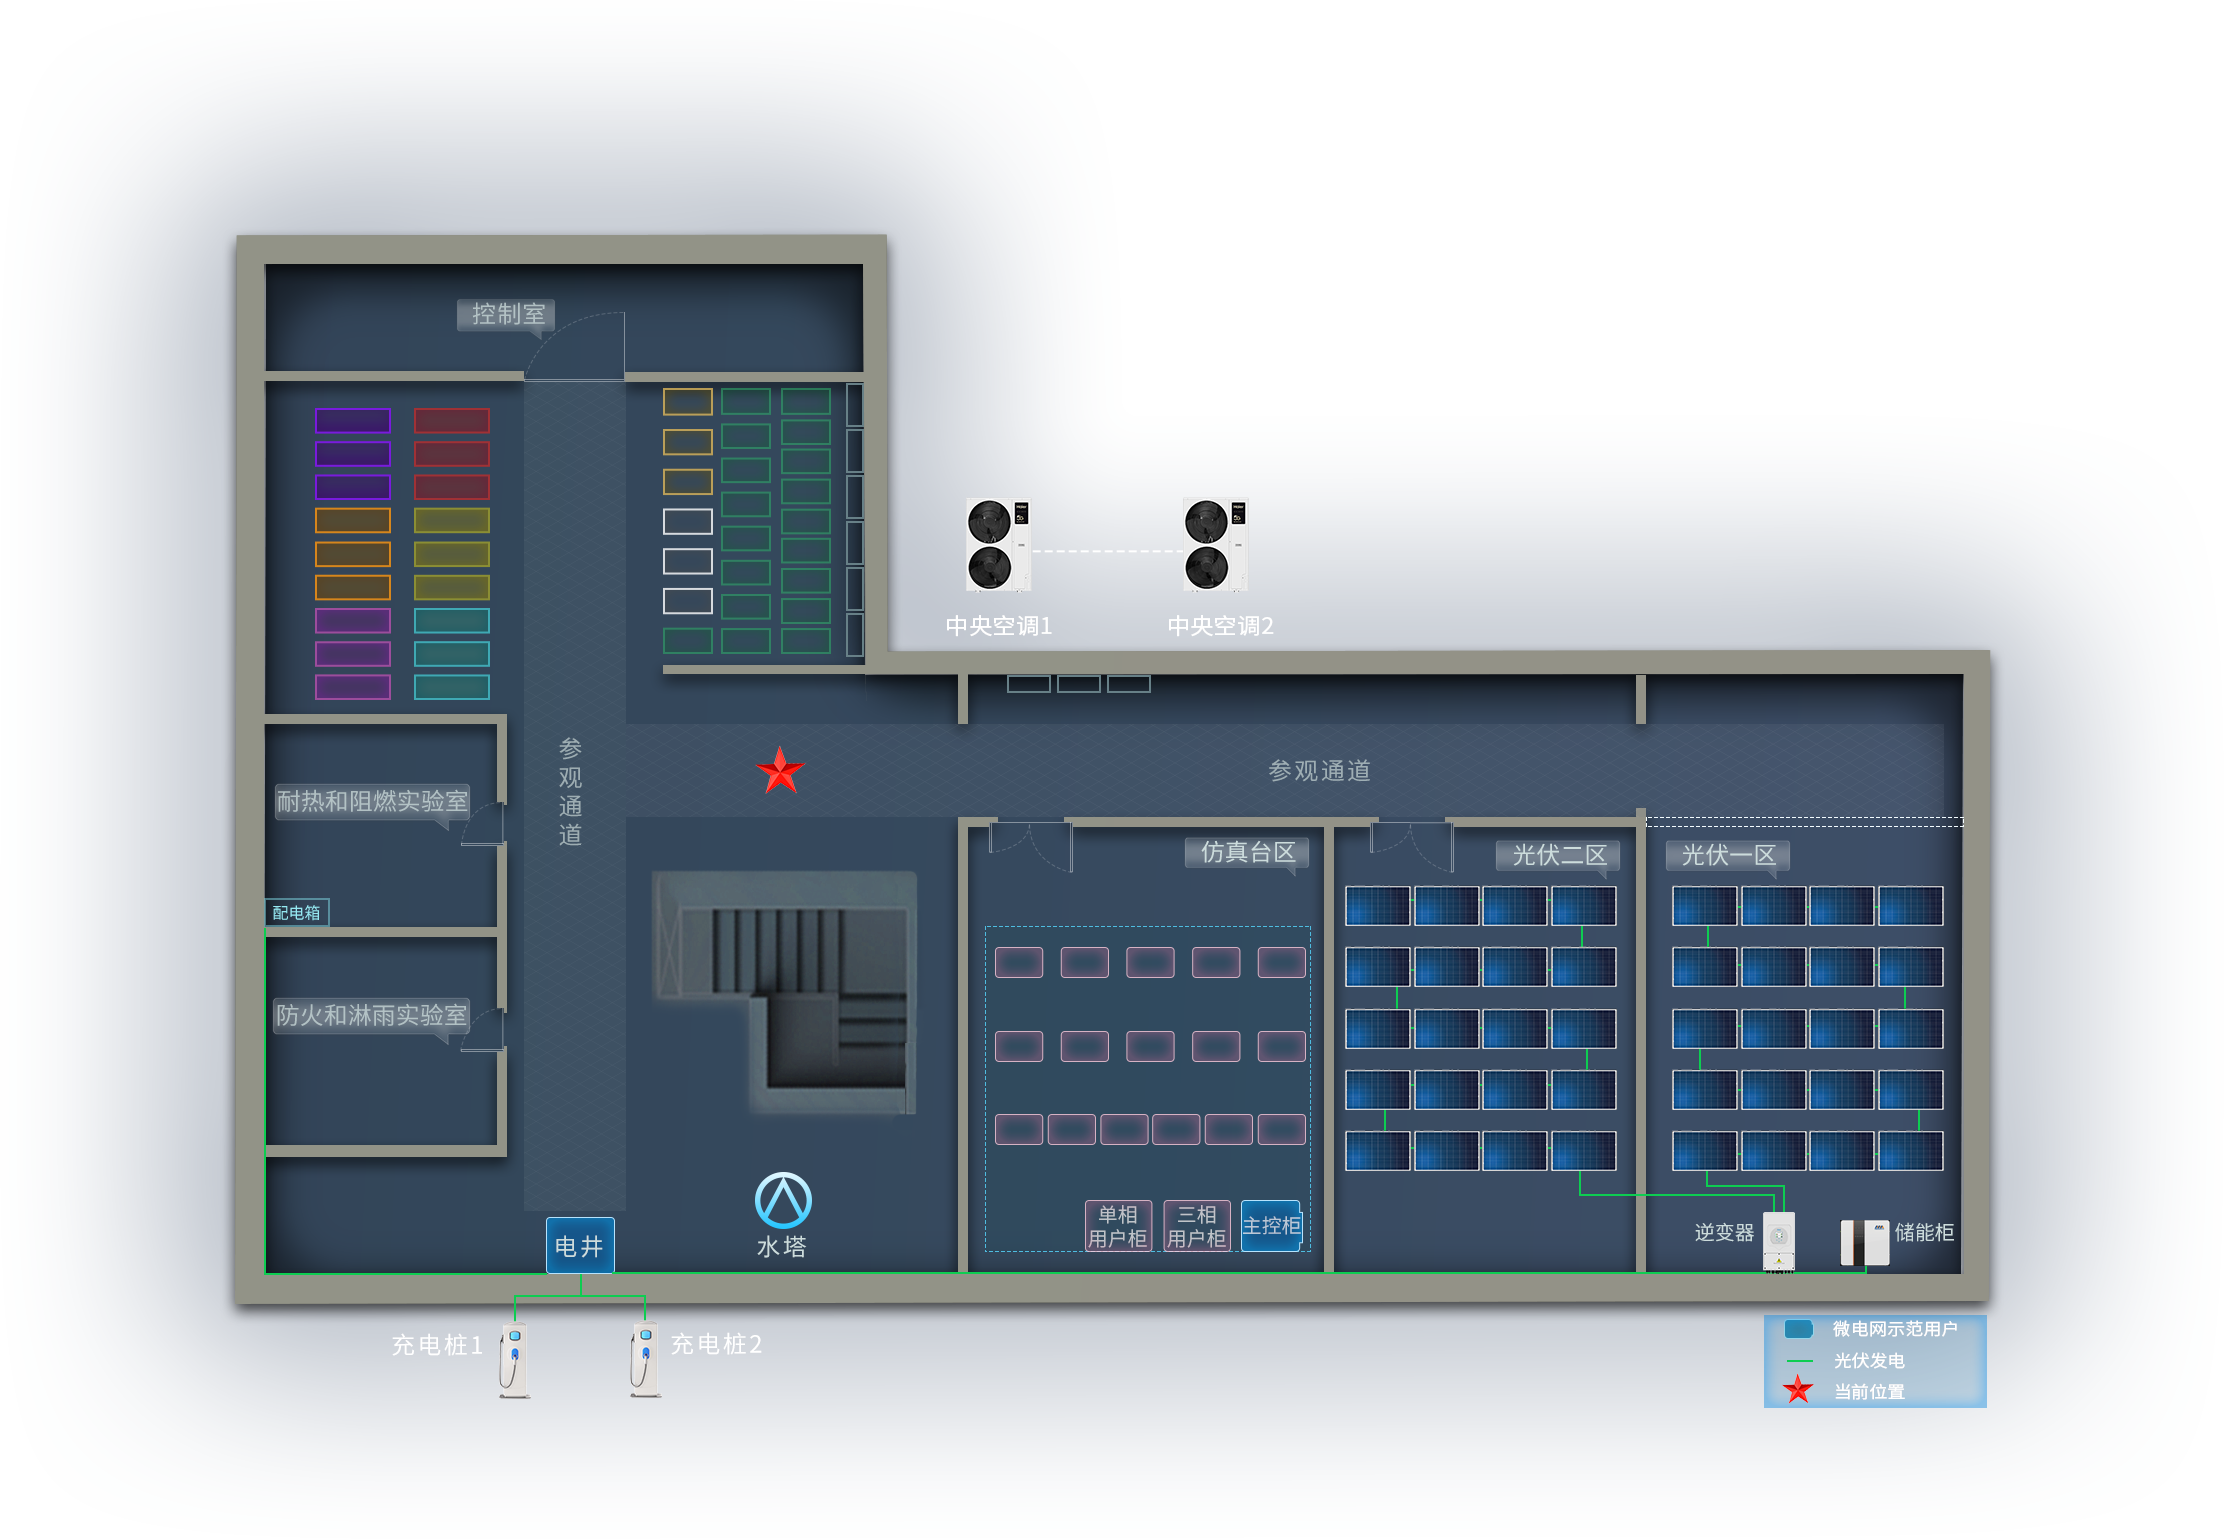 控制室
中央空调1
中央空调2
参观通道
参观通道
耐热和阻燃实验室
仿真台区
光伏二区
光伏一区
配电箱
防火和淋雨实验室
单相
用户柜
三相
用户柜
主控柜
逆变器
储能柜
电井
水塔
充电桩1
充电桩2
微电网示范用户
光伏发电
当前位置